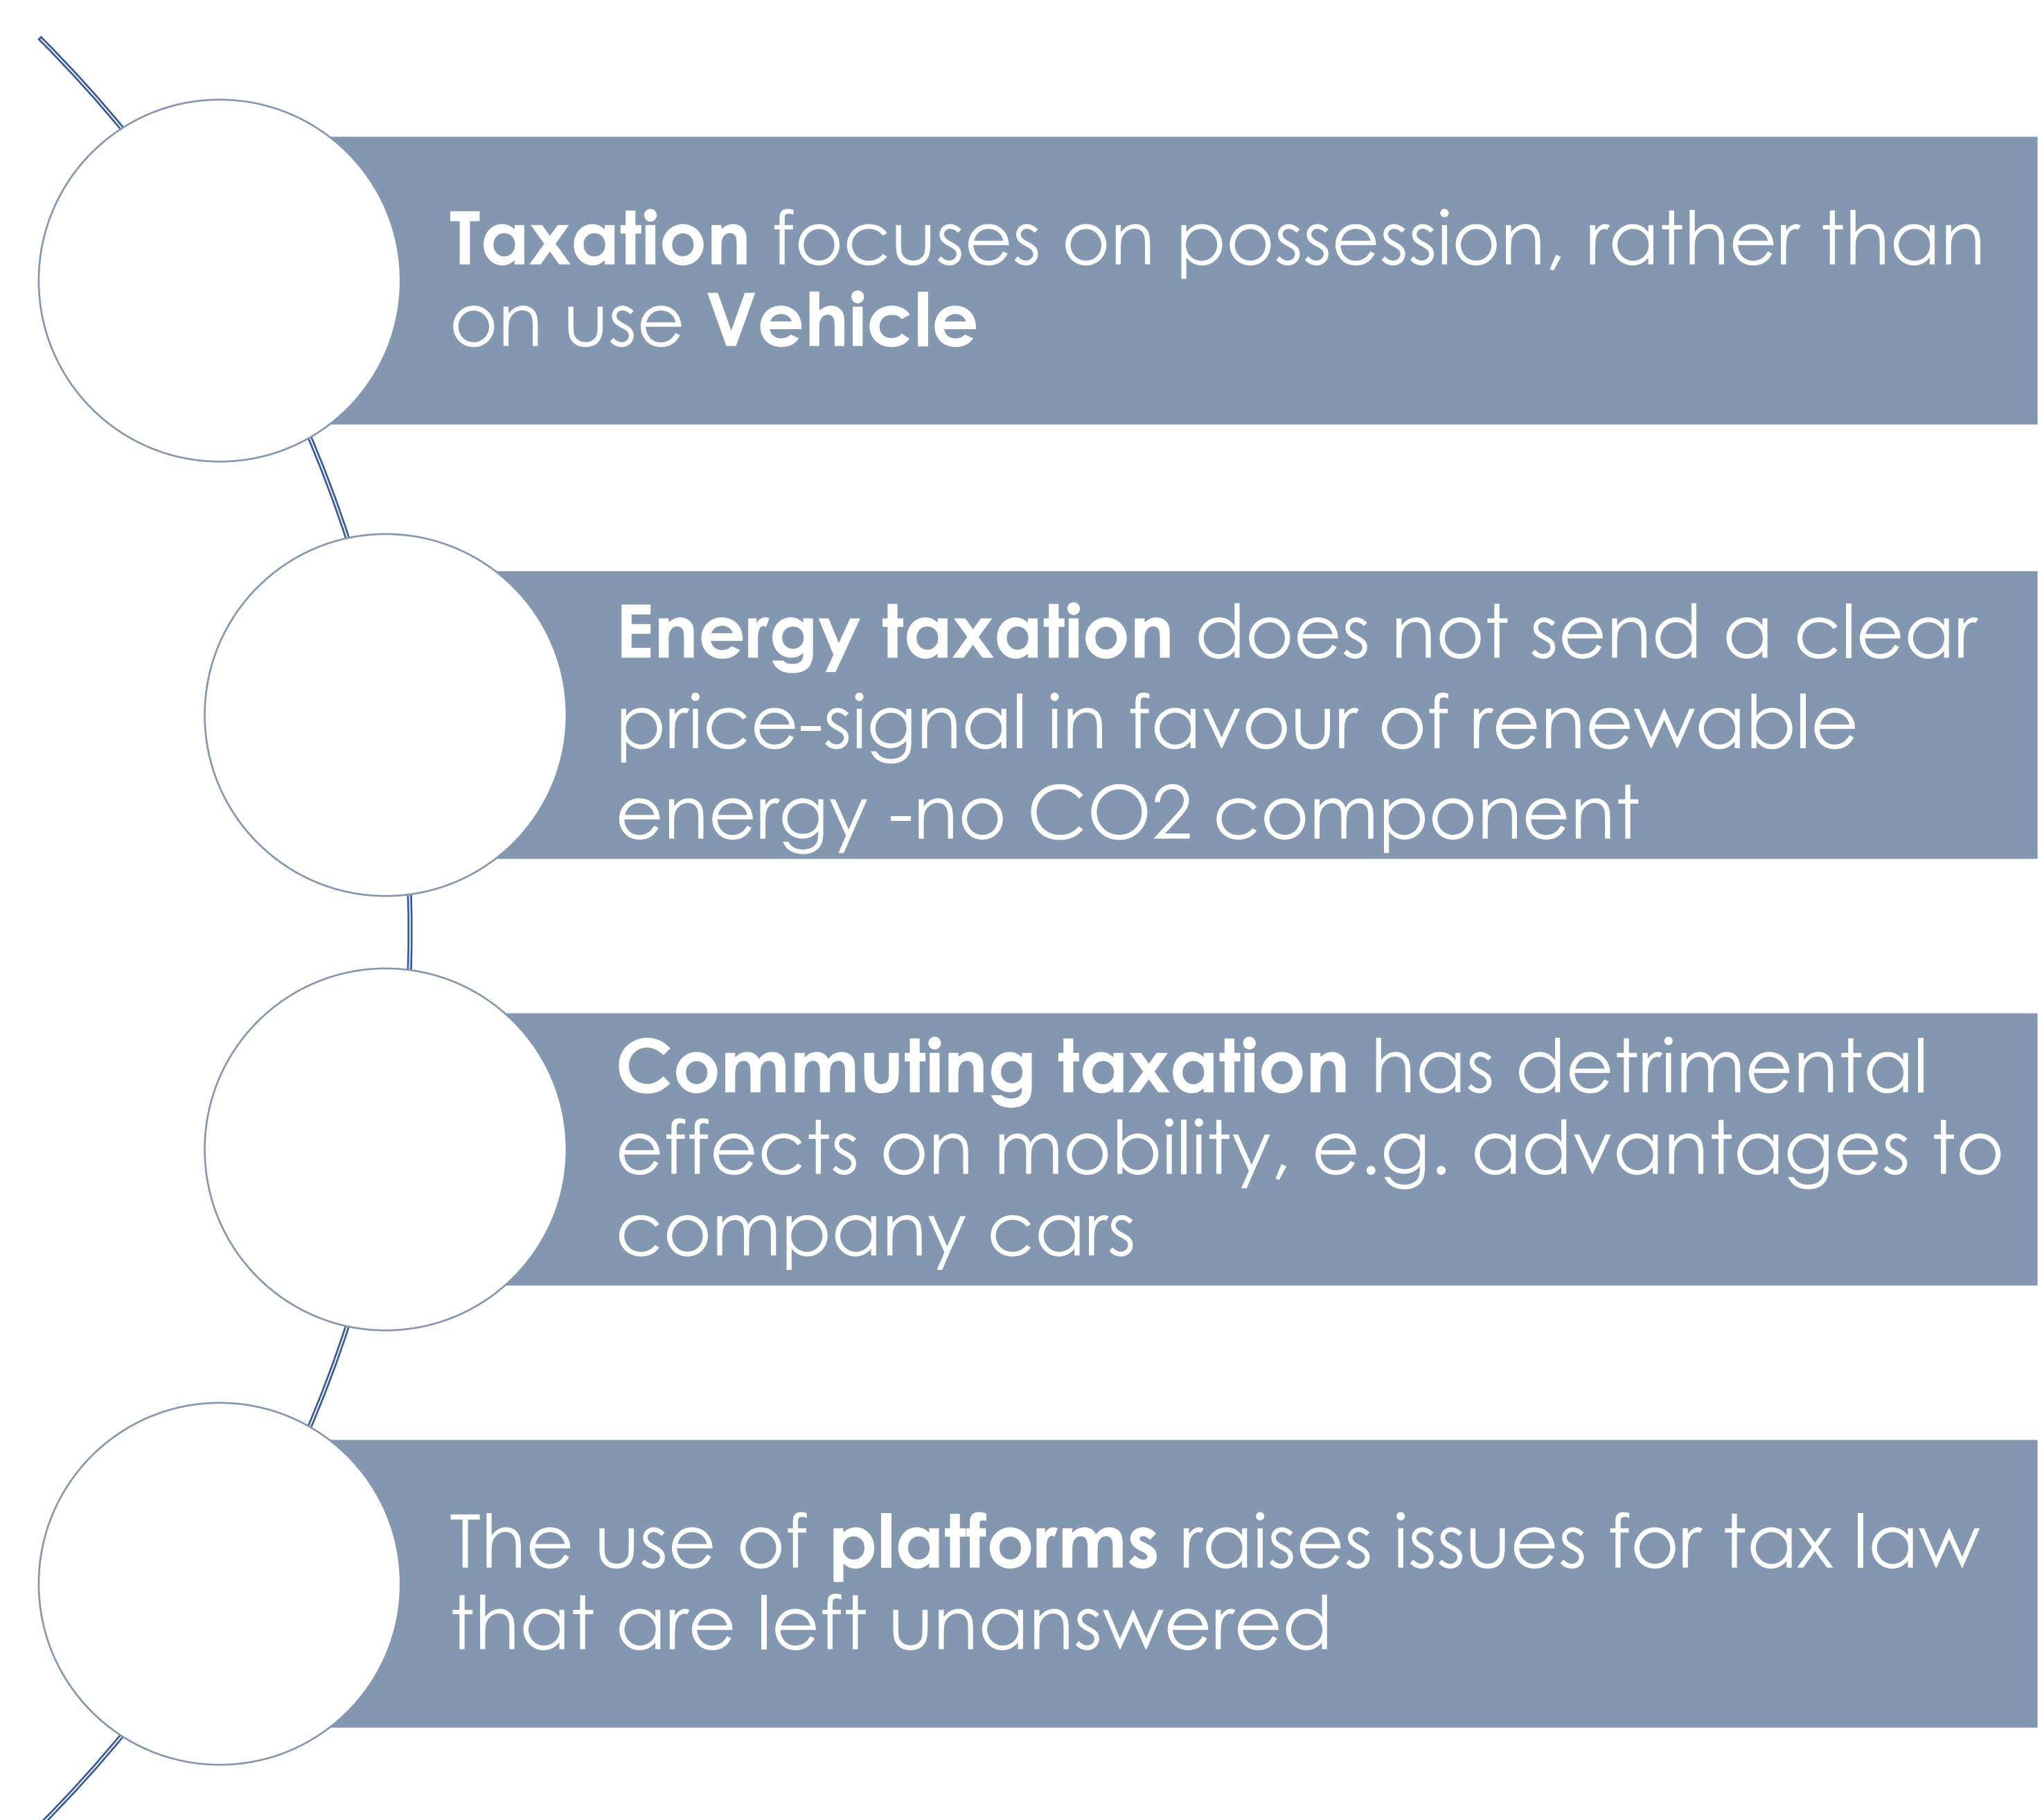 Taxation focuses on possession, rather than
on use Vehicle
Energy taxation does not send a clear
price-signal in favour of renewable
energy –no CO2 component
Commuting taxation has detrimental
effects on mobility, e.g. advantages to
company cars
The use of platforms raises issues for tax law
that are left unanswered